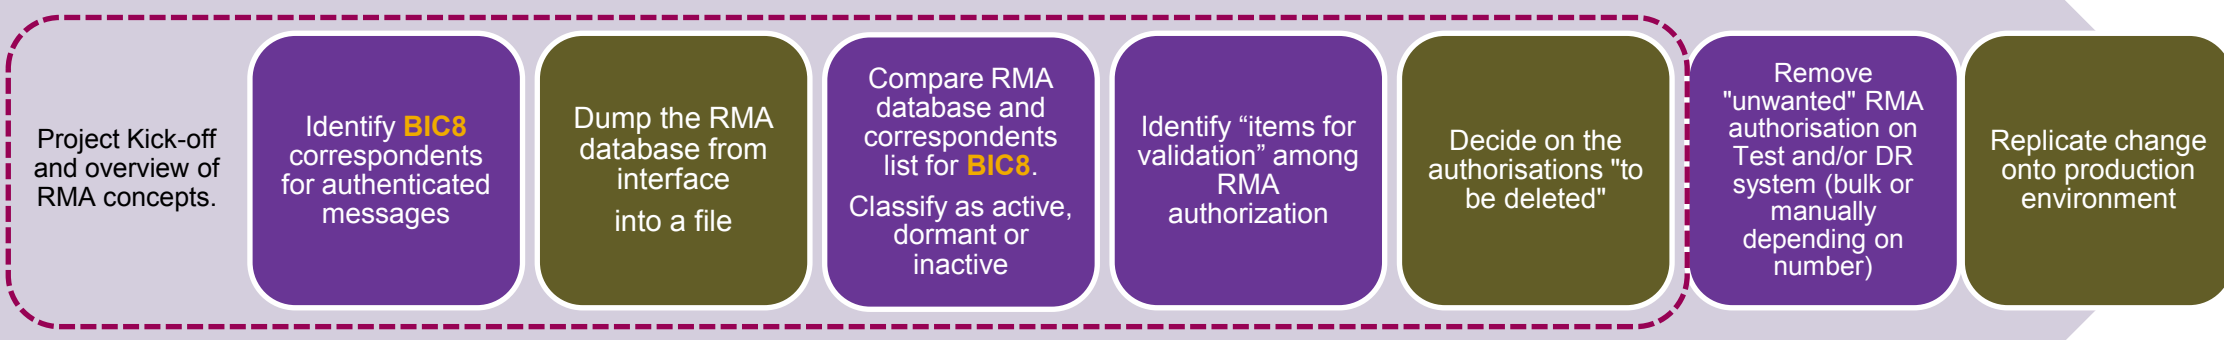 Project Kick-off
and overview of
RMA concepts.
Identify BIC8
correspondents
for authenticated
messages
Dump the RMA
database from
interface
into a file
Compare RMA
database and
correspondents
list for BIC8.
Classify as active,
dormant or
inactive
Identify “items for
validation” among
RMA
authorization
Decide on the
authorisations "to
be deleted"
Remove
"unwanted" RMA
authorisation on
Test and/or DR
system (bulk or
manually
depending on
number)
Replicate change
onto production
environment